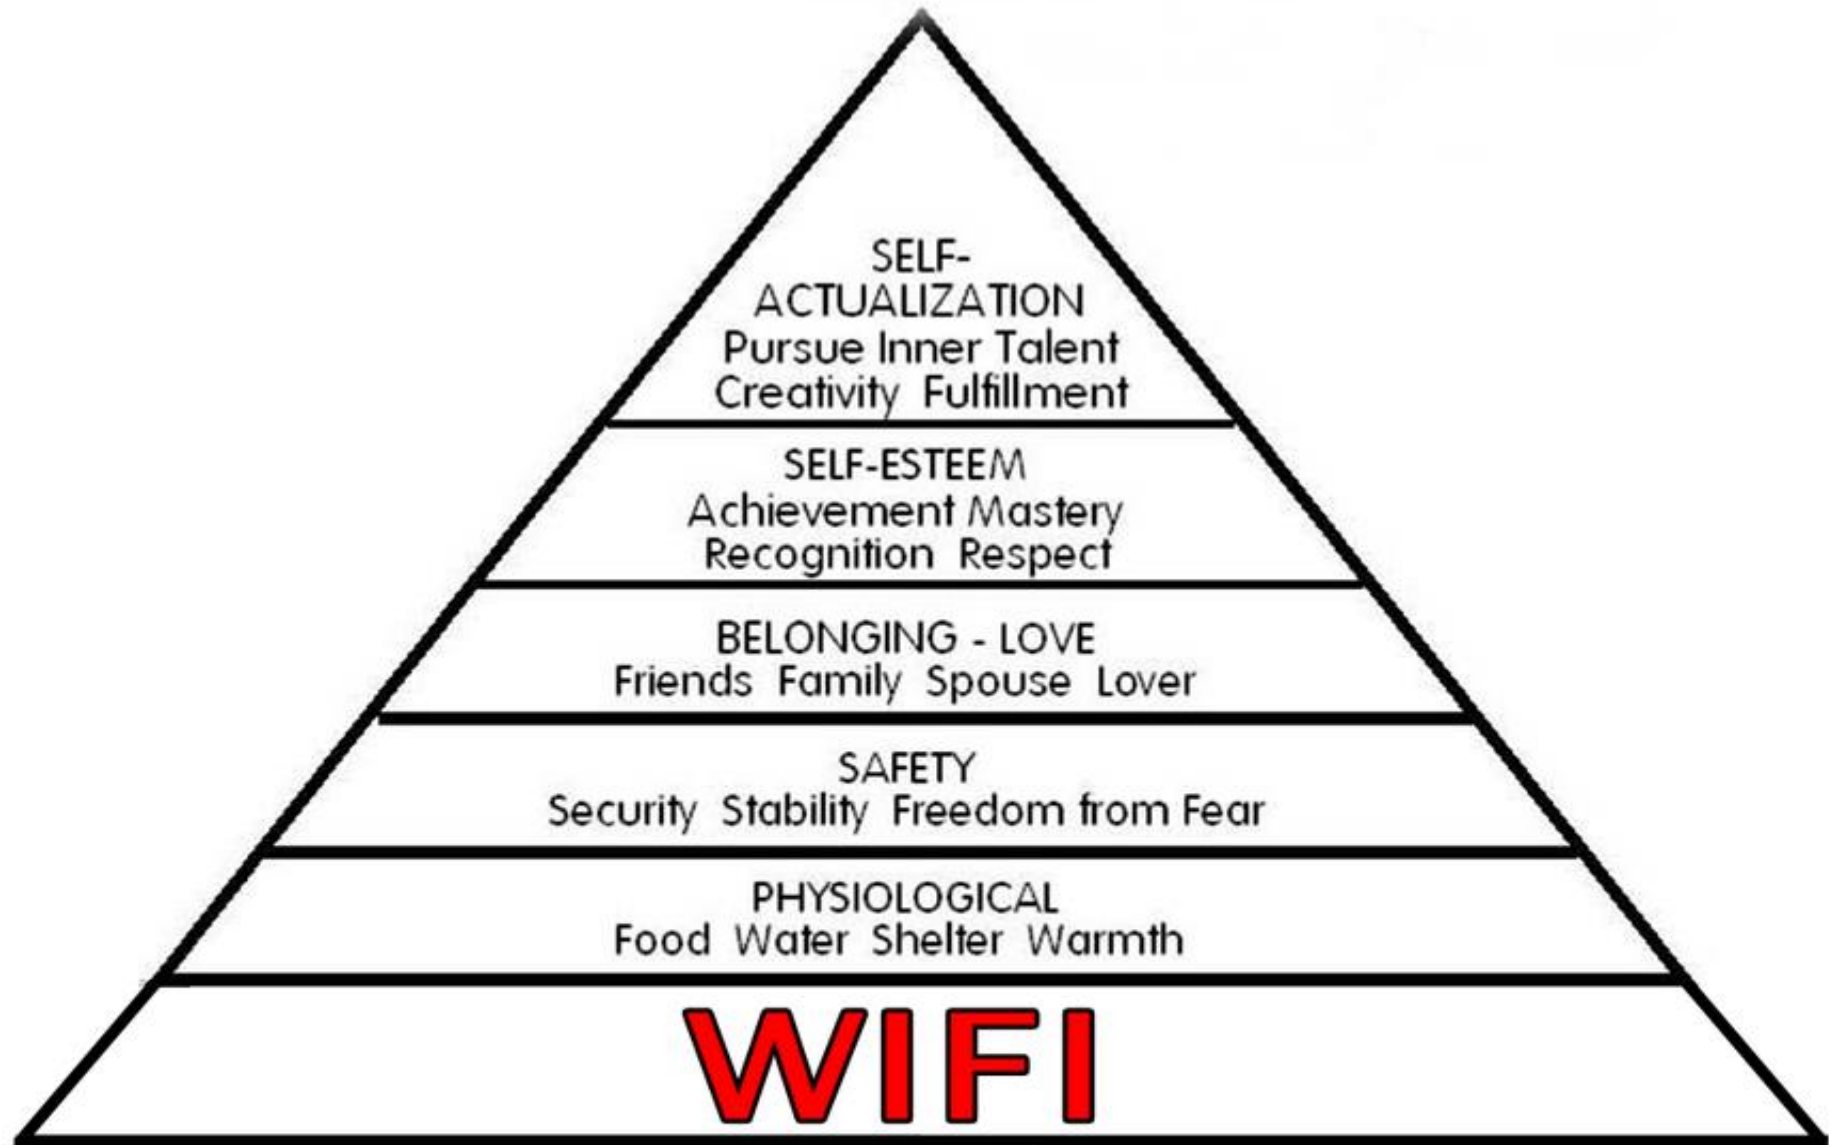 SELF-
ACTUALIZATION
Pursue Inner Talent
Creativity Fulfillment
SELF-ESTEEM
Achievement Mastery
Recognition Respect
BELONGING - LOVE
Friends Family Spouse Lover
SAFETY
Security Stability Freedom from Fear
PHYSIOLOGICAL
Food Water Shelter Warmth
WIFI